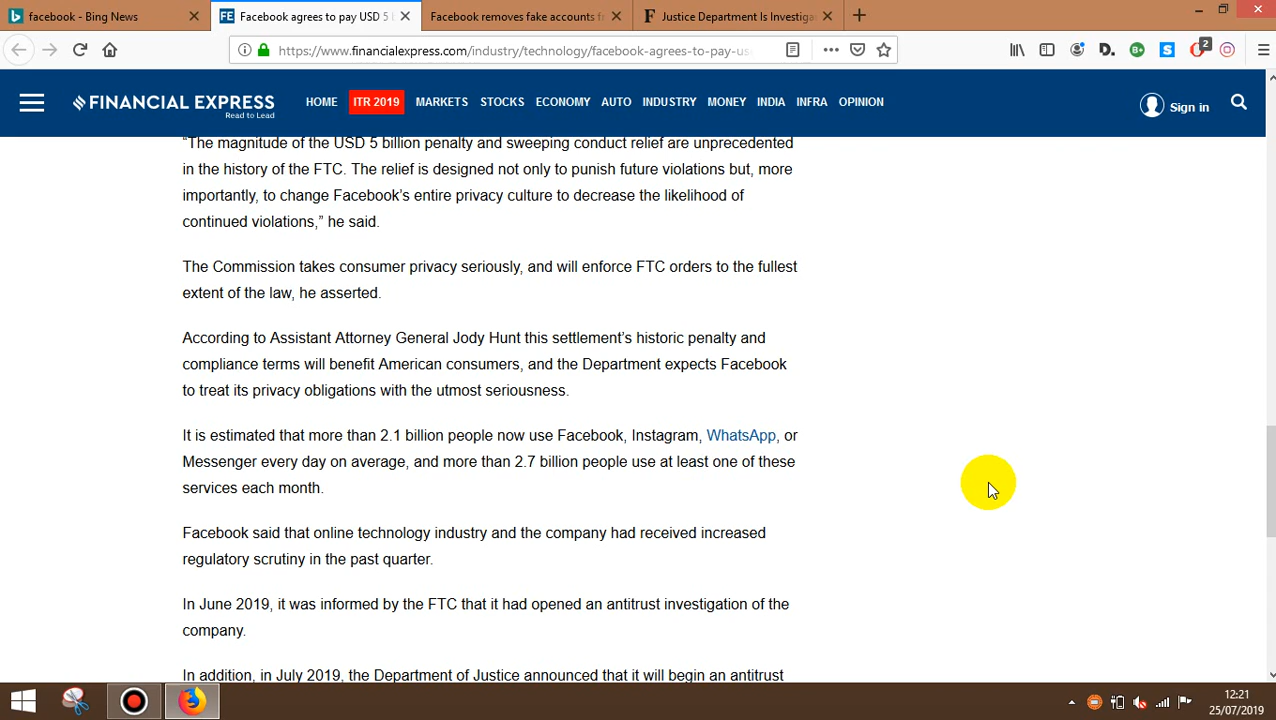 facebook - Bing News
Facebook agrees to pay USD 5 b
Facebook removes fake accounts f
Justice Department Is Investiga
https://www.financialexpress.com/industry/technology/facebook-agrees-to-pay-us
2
FINANCIAL EXPRESS
Read to Lead
HOME ITR 2019 MARKETS STOCKS ECONOMY AUTO INDUSTRY MONEY INDIA INFRA OPINION
Sign in
“The magnitude of the USD 5 billion penalty and sweeping conduct relief are unprecedented
in the history of the FTC. The relief is designed not only to punish future violations but, more
importantly, to change Facebook’s entire privacy culture to decrease the likelihood of
continued violations,” he said.
The Commission takes consumer privacy seriously, and will enforce FTC orders to the fullest
extent of the law, he asserted.
According to Assistant Attorney General Jody Hunt this settlement’s historic penalty and
compliance terms will benefit American consumers, and the Department expects Facebook
to treat its privacy obligations with the utmost seriousness.
It is estimated that more than 2.1 billion people now use Facebook, Instagram, WhatsApp, or
Messenger every day on average, and more than 2.7 billion people use at least one of these
services each month.
Facebook said that online technology industry and the company had received increased
regulatory scrutiny in the past quarter.
In June 2019, it was informed by the FTC that it had opened an antitrust investigation of the
company.
In addition, in July 2019, the Department of Justice announced that it will begin an antitrust
12:21
25/07/2019